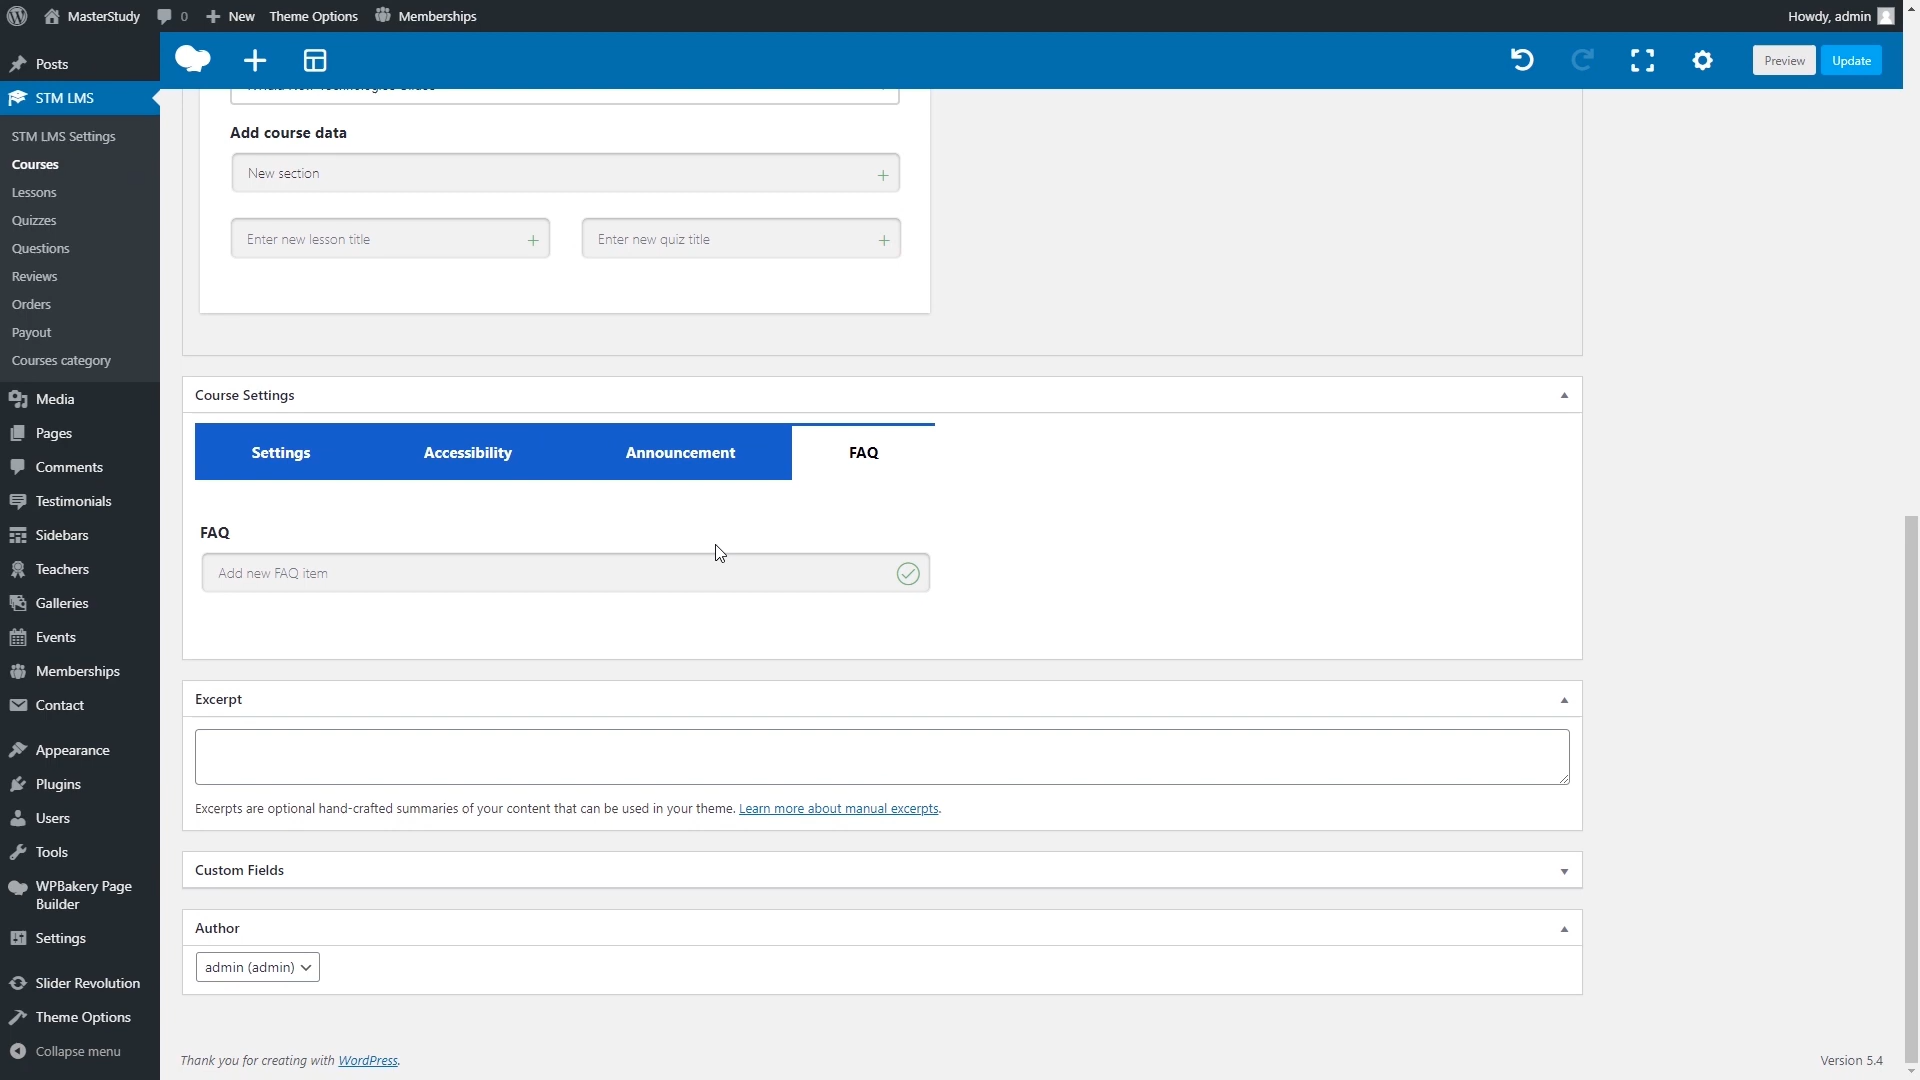 MasterStudy
0
New
Theme Options
Memberships
Howdy, admin
Posts
STM LMS
STM LMS Settings
Courses
Lessons
Quizzes
Questions
Reviews
Orders
Payout
Courses category
Media
Pages
Comments
Testimonials
Sidebars
Teachers
Galleries
Events
Memberships
Contact
Appearance
Plugins
Users
Tools
WPBakery Page
Builder
Settings
Slider Revolution
Theme Options
Collapse menu
Preview
Update
Add course data
New section
Enter new lesson title
Enter new quiz title
Course Settings
Settings
Accessibility
Announcement
FAQ
FAQ
Add new FAQ item
Excerpt
Excerpts are optional hand-crafted summaries of your content that can be used in your theme. Learn more about manual excerpts.
Custom Fields
Author
admin (admin)
Thank you for creating with WordPress.
Version 5.4